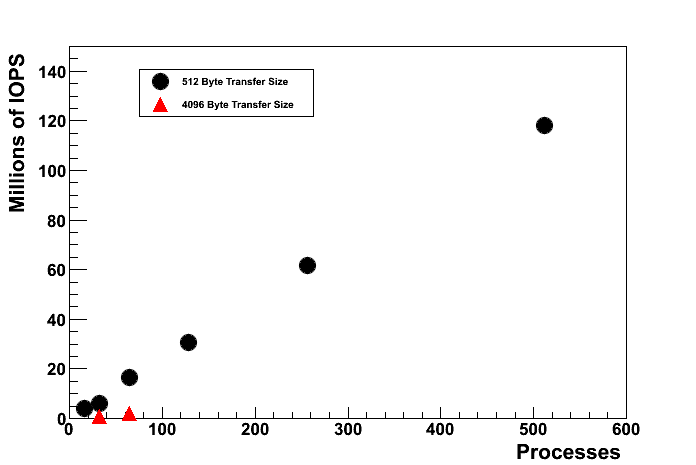 Millions of IOPS
140
120
100
80
60
40
20
0
512 Byte Transfer Size
4096 Byte Transfer Size
0 100 200 300 400 500 600
Processes